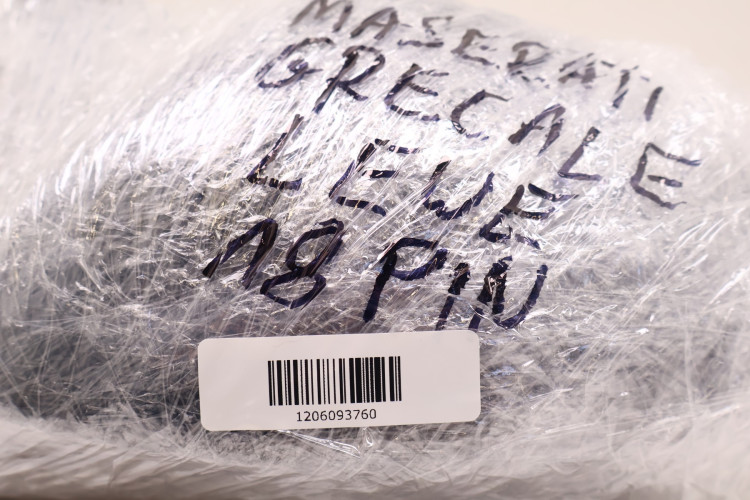 MASERATI
GRECALE
LEWE
18 PIN
1206093760